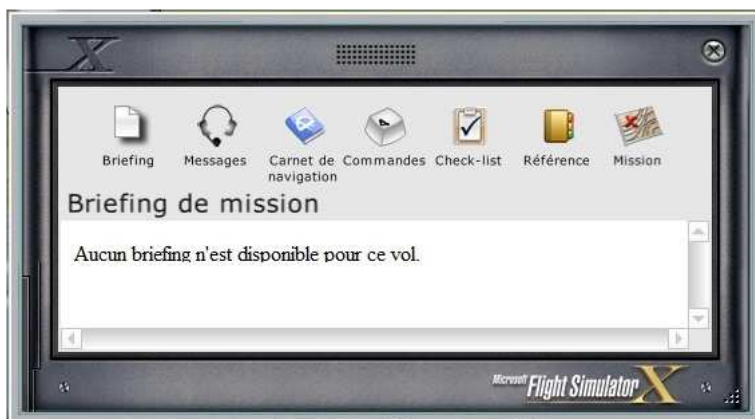 X
Briefing Messages Carnet de navigation Commandes Check-list Référence Mission
Briefing de mission
Aucun briefing n'est disponible pour ce vol.
Microsoft Flight Simulator X